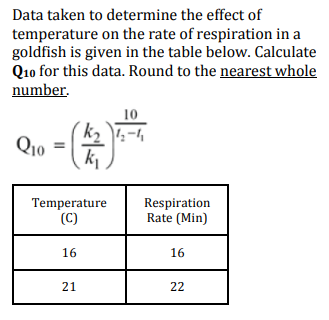 Data taken to determine the effect of
temperature on the rate of respiration in a
goldfish is given in the table below. Calculate
Q10 for this data. Round to the nearest whole
number.
Q₁₀ = (k₂/k₁)^(10/(t₂−t₁))
Temperature
(C)
Respiration
Rate (Min)
16 16
21 22